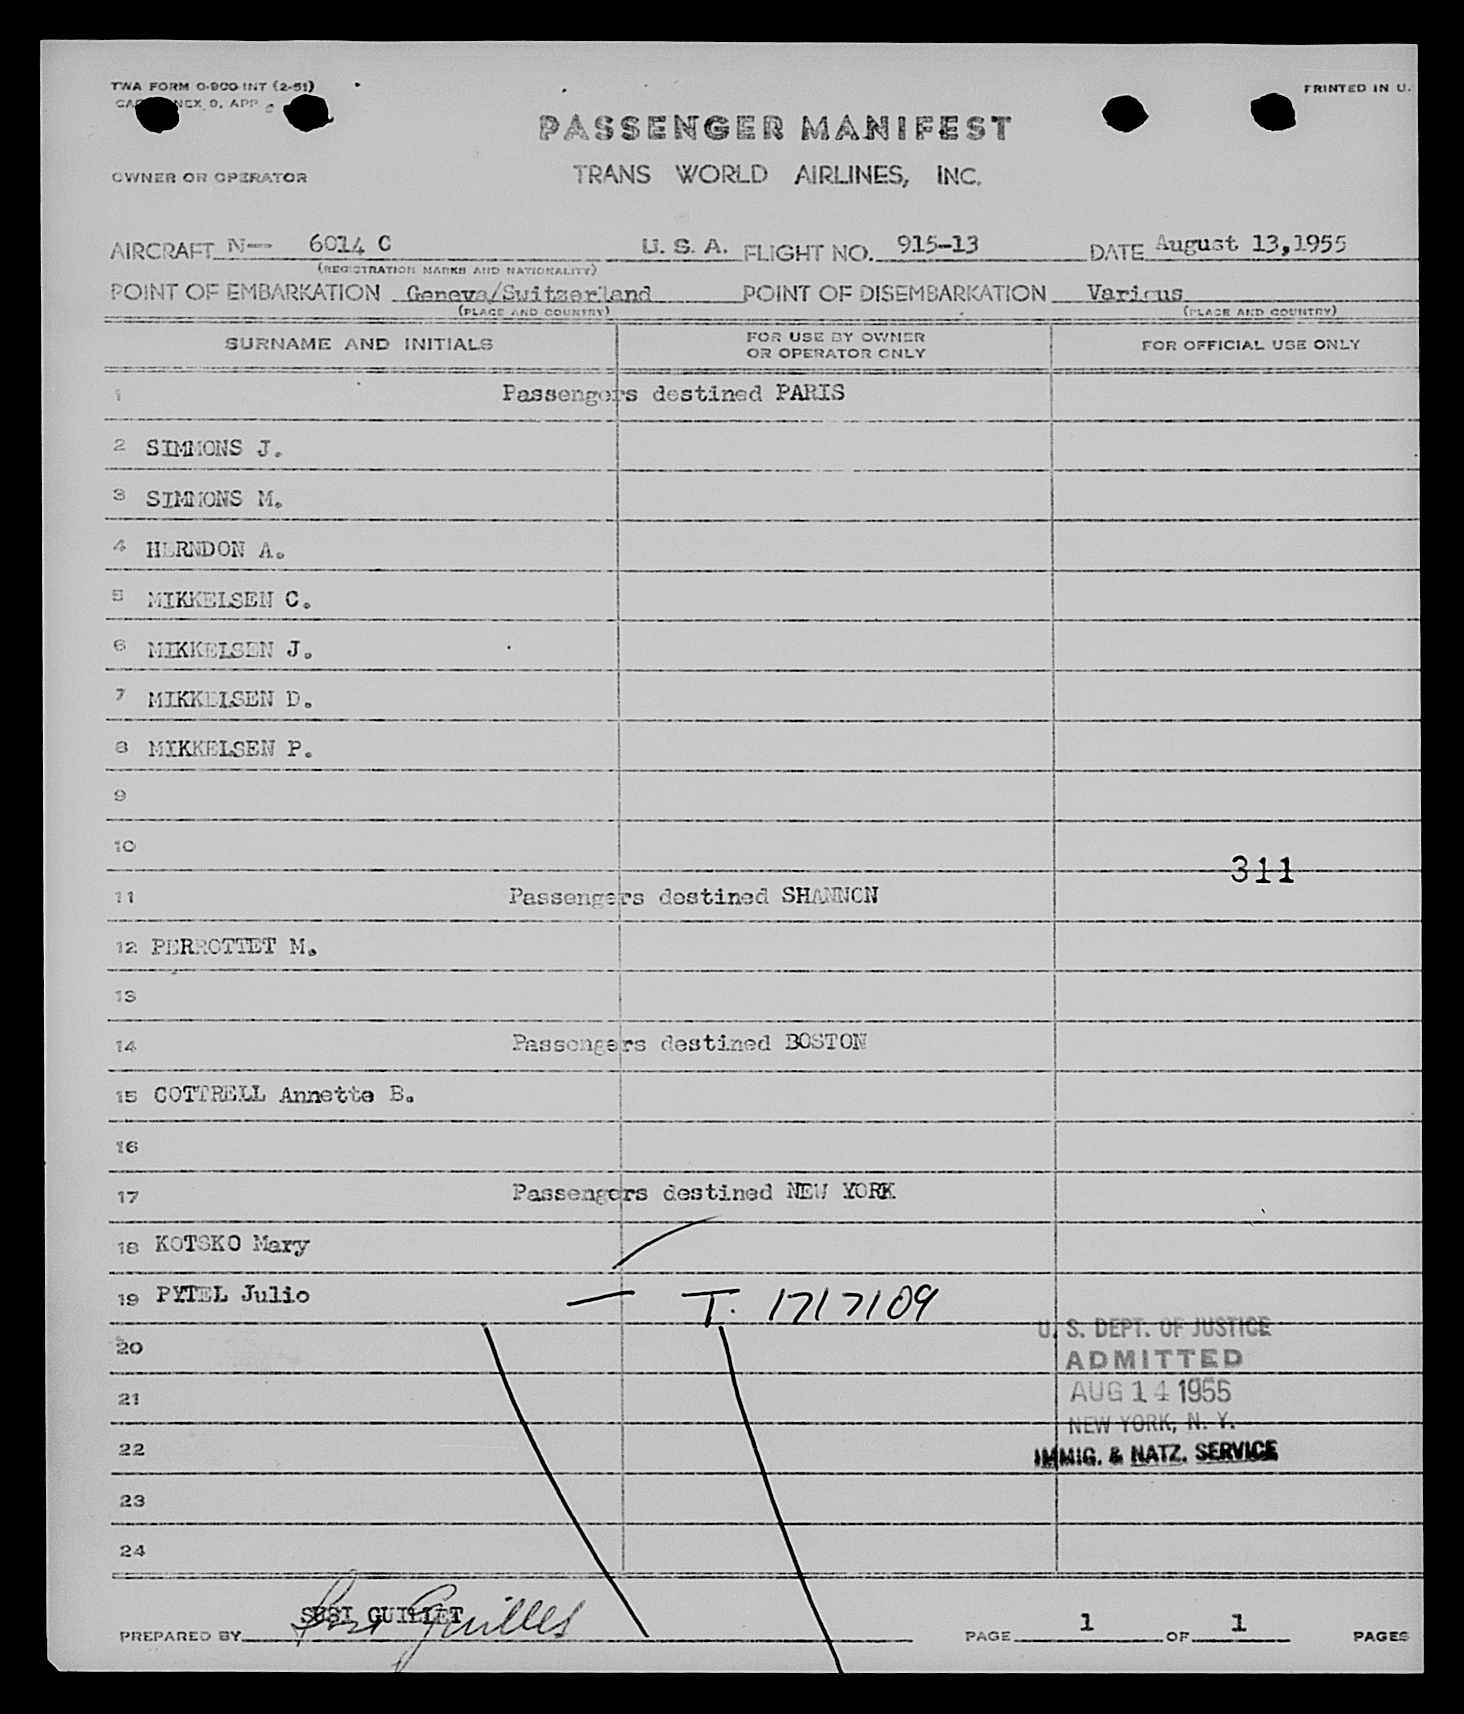 TWA FORM O-900-INT (2-51)
PRINTED IN U.
PASSENGER MANIFEST
OWNER OR OPERATOR
TRANS WORLD AIRLINES, INC.
AIRCRAFT N— 6014 C U. S. A. FLIGHT NO. 915-13 DATE August 13,1955
(REGISTRATION MARKS AND NATIONALITY)
POINT OF EMBARKATION Geneva/Switzerland POINT OF DISEMBARKATION Various
(PLACE AND COUNTRY) (PLACE AND COUNTRY)
SURNAME AND INITIALS FOR USE BY OWNER OR OPERATOR ONLY FOR OFFICIAL USE ONLY
1 Passengers destined PARIS
2 SIMMONS J.
3 SIMMONS M.
4 HERNDON A.
5 MIKKELSEN C.
6 MIKKELSEN J.
7 MIKKELSEN D.
8 MIKKELSEN P.
9
10
311
11 Passengers destined SHANNON
12 PERROTTET M.
13
14 Passengers destined BOSTON
15 COTTRELL Annette B.
16
17 Passengers destined NEW YORK
18 KOTSKO Mary
19 PYTEL Julio — T. 1717109
U. S. DEPT. OF JUSTICE
20
ADMITTED
21 AUG 14 1955
NEW YORK, N. Y.
22 IMMIG. & NATZ. SERVICE
23
24
SUSI GUILLET
PREPARED BY PAGE 1 OF 1 PAGES